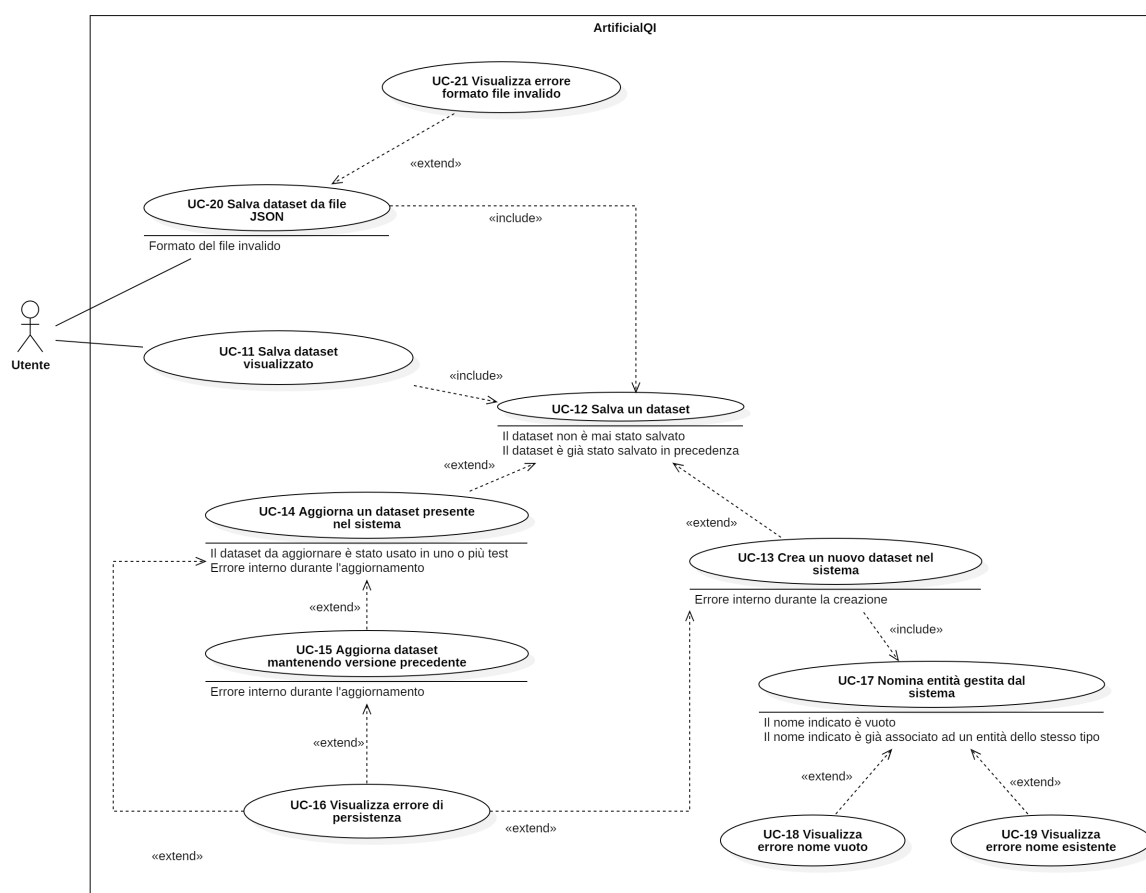 ArtificialQI
UC-21 Visualizza errore
formato file invalido
«extend»
UC-20 Salva dataset da file
JSON
«include»
Formato del file invalido
Utente
UC-11 Salva dataset
visualizzato
«include»
UC-12 Salva un dataset
Il dataset non è mai stato salvato
Il dataset è già stato salvato in precedenza
«extend»
UC-14 Aggiorna un dataset presente
nel sistema
«extend»
Il dataset da aggiornare è stato usato in uno o più test
Errore interno durante l'aggiornamento
UC-13 Crea un nuovo dataset nel
sistema
Errore interno durante la creazione
«extend»
«include»
UC-15 Aggiorna dataset
mantenendo versione precedente
Errore interno durante l'aggiornamento
UC-17 Nomina entità gestita dal
sistema
Il nome indicato è vuoto
Il nome indicato è già associato ad un entità dello stesso tipo
«extend»
«extend»
«extend»
UC-16 Visualizza errore di
persistenza
«extend»
«extend»
UC-18 Visualizza
errore nome vuoto
UC-19 Visualizza
errore nome esistente